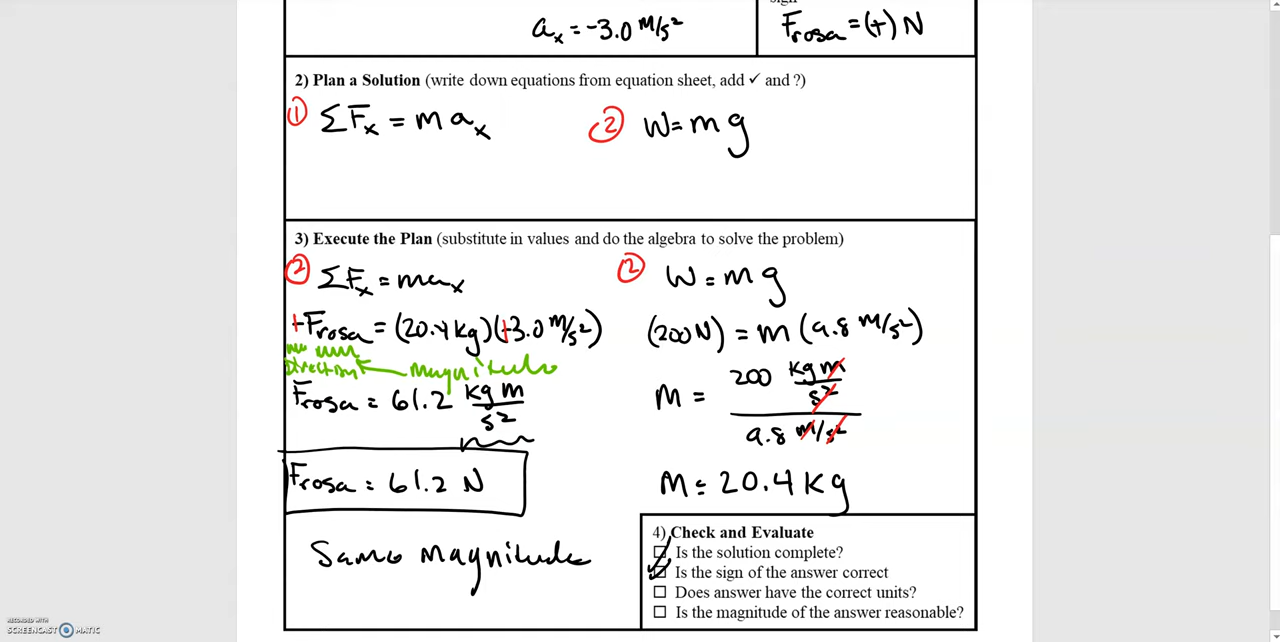 sign
aₓ = -3.0 m/s²
Frosa = (+) N
2) Plan a Solution (write down equations from equation sheet, add ✓ and ?)
① ΣFₓ = m aₓ
② W = m g
3) Execute the Plan (substitute in values and do the algebra to solve the problem)
② ΣFₓ = maₓ
+Frosa = (20.4 kg)(+3.0 m/s²)
Direction Magnitude
Frosa = 61.2 kg m / s²
Frosa = 61.2 N
Same Magnitude
② W = m g
(200 N) = m (9.8 m/s²)
m = 200 kg m / s² / 9.8 m/s²
m = 20.4 kg
4) Check and Evaluate
☑ Is the solution complete?
☑ Is the sign of the answer correct
☐ Does answer have the correct units?
☐ Is the magnitude of the answer reasonable?
RECORDED WITH
SCREENCAST MATIC